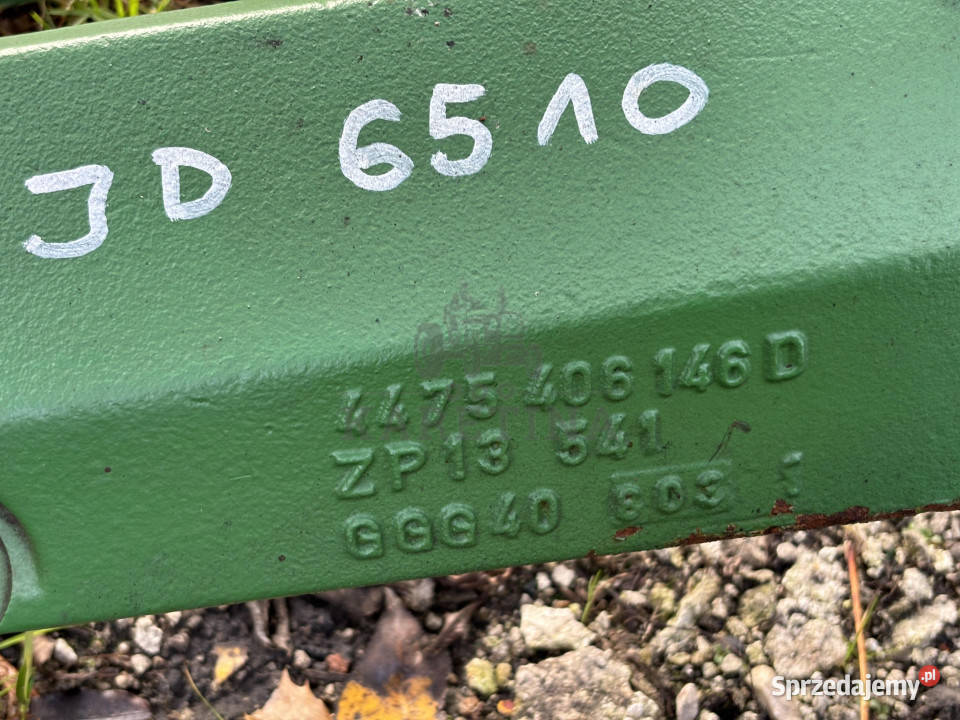 JD 6510
4475 406 146 D
ZP13 541
GGG40 803
Sprzedajemy.pl